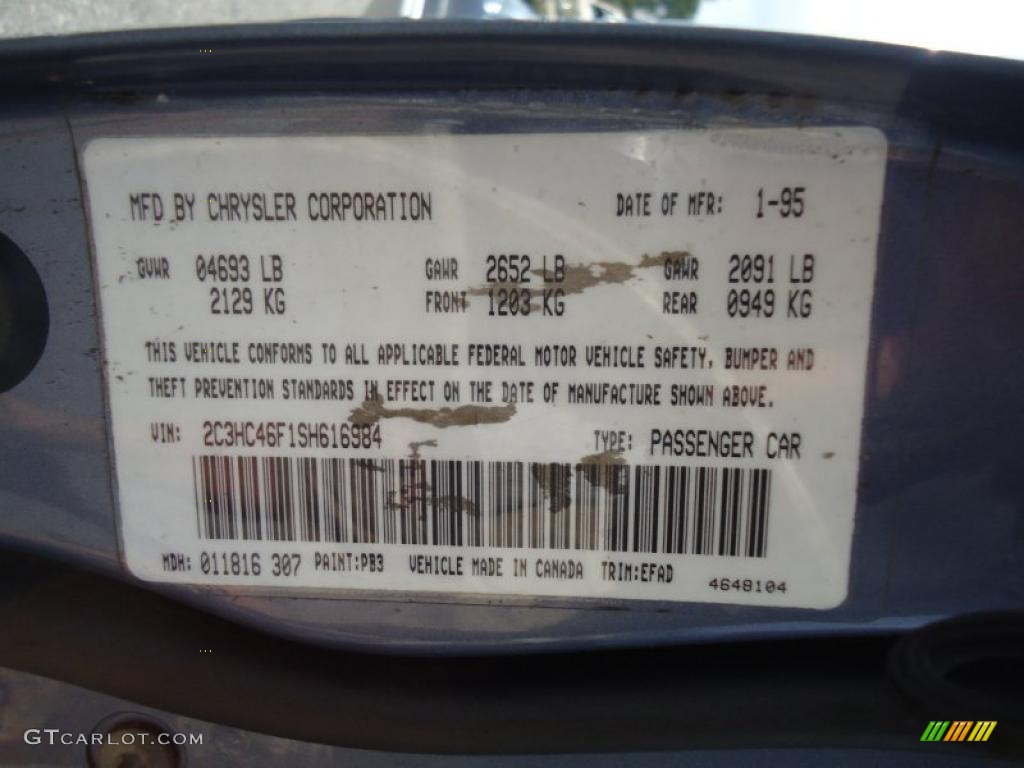 MFD BY CHRYSLER CORPORATION DATE OF MFR: 1-95
GVWR 04693 LB GAWR 2652 LB GAWR 2091 LB
2129 KG FRONT 1203 KG REAR 0949 KG
THIS VEHICLE CONFORMS TO ALL APPLICABLE FEDERAL MOTOR VEHICLE SAFETY, BUMPER AND
THEFT PREVENTION STANDARDS IN EFFECT ON THE DATE OF MANUFACTURE SHOWN ABOVE.
VIN: 2C3HC46F1SH616984 TYPE: PASSENGER CAR
MDH: 011816 307 PAINT:PB3 VEHICLE MADE IN CANADA TRIM:EFAD 4648104
GTCARLOT.COM